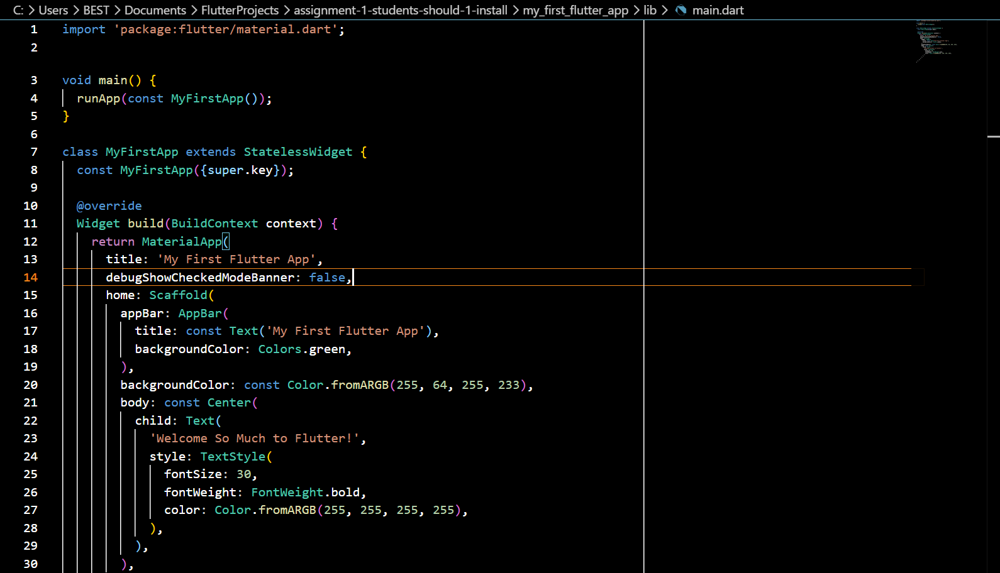 C: > Users > BEST > Documents > FlutterProjects > assignment-1-students-should-1-install > my_first_flutter_app > lib > main.dart
1 import 'package:flutter/material.dart';
2
3 void main() {
4 runApp(const MyFirstApp());
5 }
6
7 class MyFirstApp extends StatelessWidget {
8 const MyFirstApp({super.key});
9
10 @override
11 Widget build(BuildContext context) {
12 return MaterialApp(
13 title: 'My First Flutter App',
14 debugShowCheckedModeBanner: false,
15 home: Scaffold(
16 appBar: AppBar(
17 title: const Text('My First Flutter App'),
18 backgroundColor: Colors.green,
19 ),
20 backgroundColor: const Color.fromARGB(255, 64, 255, 233),
21 body: const Center(
22 child: Text(
23 'Welcome So Much to Flutter!',
24 style: TextStyle(
25 fontSize: 30,
26 fontWeight: FontWeight.bold,
27 color: Color.fromARGB(255, 255, 255, 255),
28 ),
29 ),
30 ),